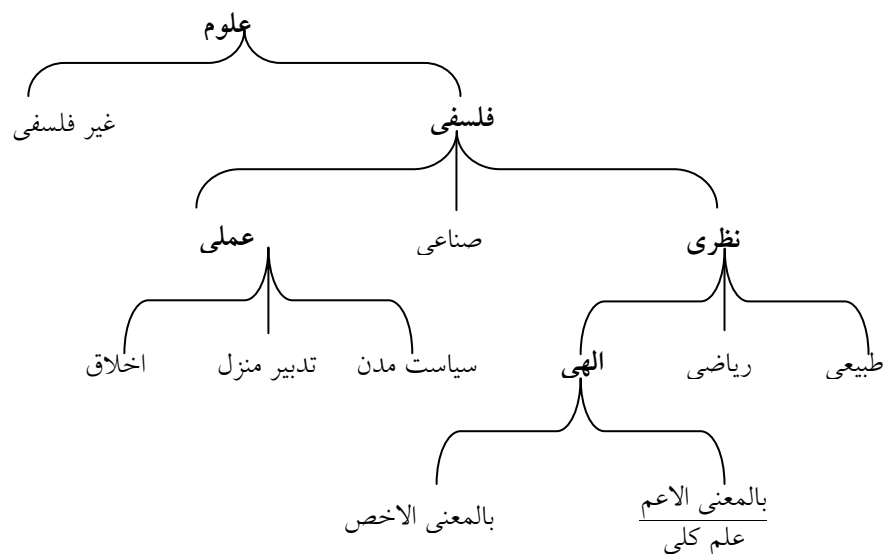 علوم
فلسفی
غیر فلسفی
نظری
صناعی
عملی
طبیعی
ریاضی
الهی
سیاست مدن
تدبیر منزل
اخلاق
بالمعنی الاعم
علم کلی
بالمعنی الاخص